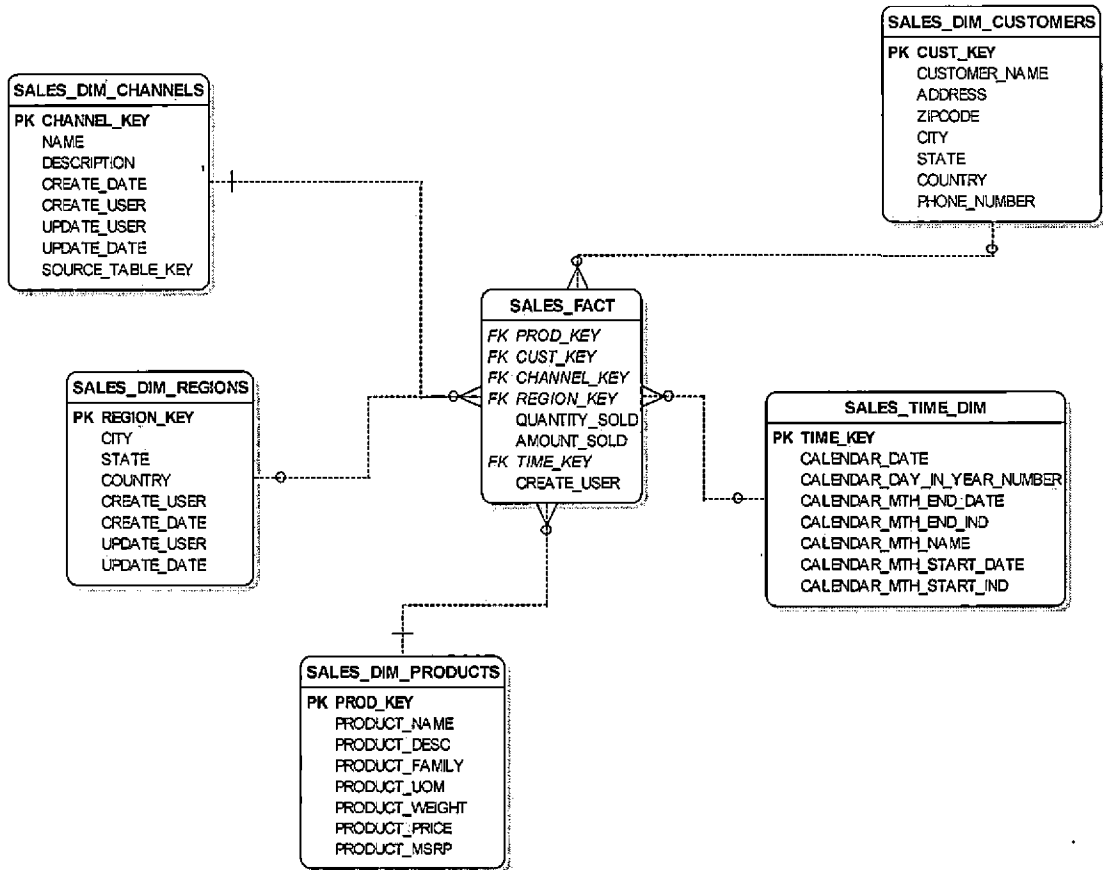 SALES_DIM_CUSTOMERS
PK CUST_KEY
CUSTOMER_NAME
ADDRESS
ZIPCODE
CITY
STATE
COUNTRY
PHONE_NUMBER
SALES_DIM_CHANNELS
PK CHANNEL_KEY
NAME
DESCRIPTION
CREATE_DATE
CREATE_USER
UPDATE_USER
UPDATE_DATE
SOURCE_TABLE_KEY
SALES_FACT
FK PROD_KEY
FK CUST_KEY
FK CHANNEL_KEY
FK REGION_KEY
QUANTITY_SOLD
AMOUNT_SOLD
FK TIME_KEY
CREATE_USER
SALES_DIM_REGIONS
PK REGION_KEY
CITY
STATE
COUNTRY
CREATE_USER
CREATE_DATE
UPDATE_USER
UPDATE_DATE
SALES_TIME_DIM
PK TIME_KEY
CALENDAR_DATE
CALENDAR_DAY_IN_YEAR_NUMBER
CALENDAR_MTH_END_DATE
CALENDAR_MTH_END_IND
CALENDAR_MTH_NAME
CALENDAR_MTH_START_DATE
CALENDAR_MTH_START_IND
SALES_DIM_PRODUCTS
PK PROD_KEY
PRODUCT_NAME
PRODUCT_DESC
PRODUCT_FAMILY
PRODUCT_UOM
PRODUCT_WEIGHT
PRODUCT_PRICE
PRODUCT_MSRP